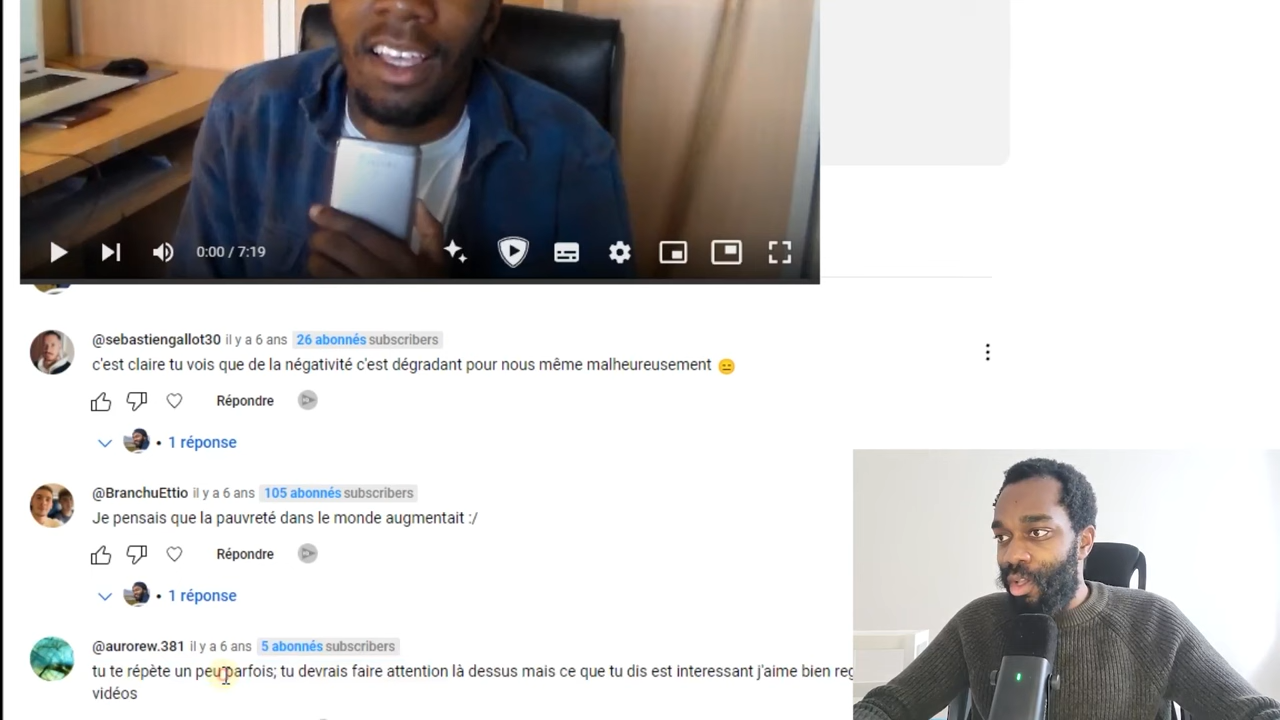 0:00 / 7:19
@sebastiengallot30 il y a 6 ans 26 abonnés subscribers
c'est claire tu vois que de la négativité c'est dégradant pour nous même malheureusement 😑
Répondre
• 1 réponse
@BranchuEttio il y a 6 ans 105 abonnés subscribers
Je pensais que la pauvreté dans le monde augmentait :/
Répondre
• 1 réponse
@aurorew.381 il y a 6 ans 5 abonnés subscribers
tu te répète un peu parfois; tu devrais faire attention là dessus mais ce que tu dis est interessant j'aime bien reg
vidéos